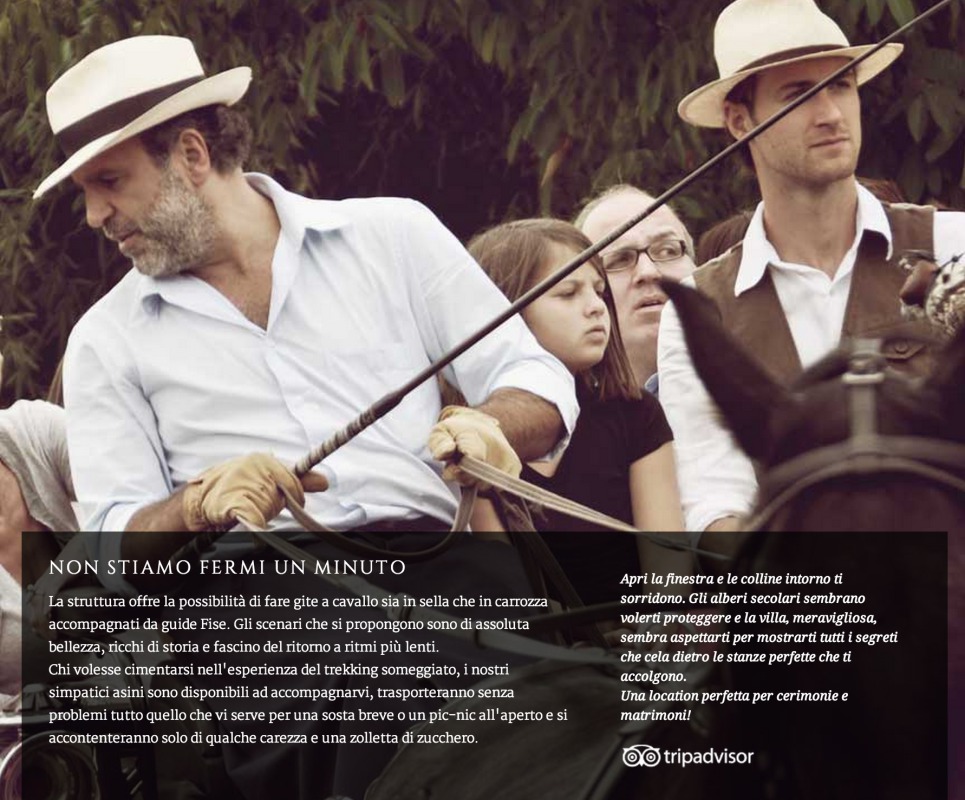 NON STIAMO FERMI UN MINUTO
La struttura offre la possibilità di fare gite a cavallo sia in sella che in carrozza
accompagnati da guide Fise. Gli scenari che si propongono sono di assoluta
bellezza, ricchi di storia e fascino del ritorno a ritmi più lenti.
Chi volesse cimentarsi nell'esperienza del trekking someggiato, i nostri
simpatici asini sono disponibili ad accompagnarvi, trasporteranno senza
problemi tutto quello che vi serve per una sosta breve o un pic-nic all'aperto e si
accontenteranno solo di qualche carezza e una zolletta di zucchero.
Apri la finestra e le colline intorno ti
sorridono. Gli alberi secolari sembrano
volerti proteggere e la villa, meravigliosa,
sembra aspettarti per mostrarti tutti i segreti
che cela dietro le stanze perfette che ti
accolgono.
Una location perfetta per cerimonie e
matrimoni!
tripadvisor